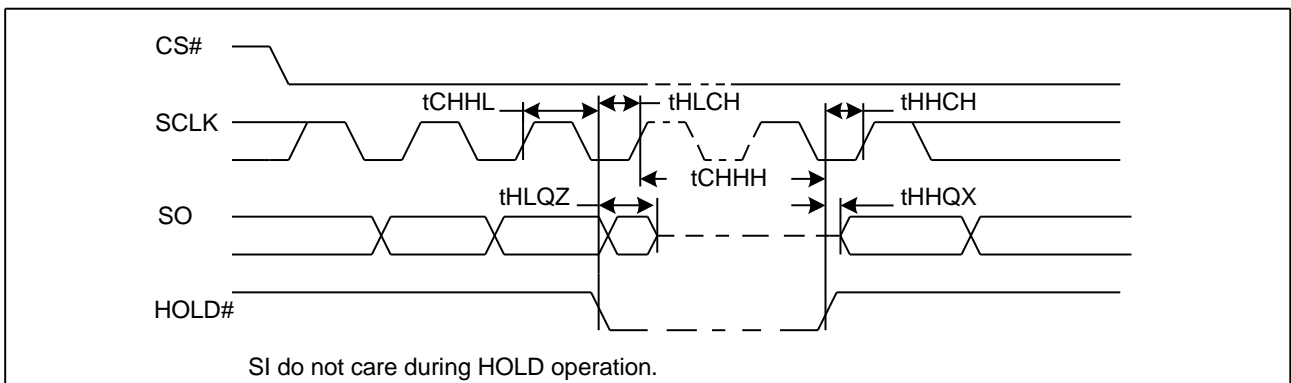 CS#
tCHHL
tHLCH
tHHCH
SCLK
tCHHH
tHLQZ
tHHQX
SO
HOLD#
SI do not care during HOLD operation.